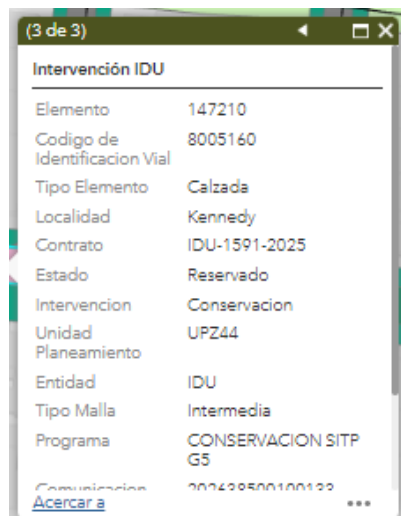 (3 de 3)
Intervención IDU
Elemento 147210
Codigo de Identificacion Vial 8005160
Tipo Elemento Calzada
Localidad Kennedy
Contrato IDU-1591-2025
Estado Reservado
Intervencion Conservacion
Unidad Planeamiento UPZ44
Entidad IDU
Tipo Malla Intermedia
Programa CONSERVACION SITP G5
Comunicacion 202638500100133
Acercar a